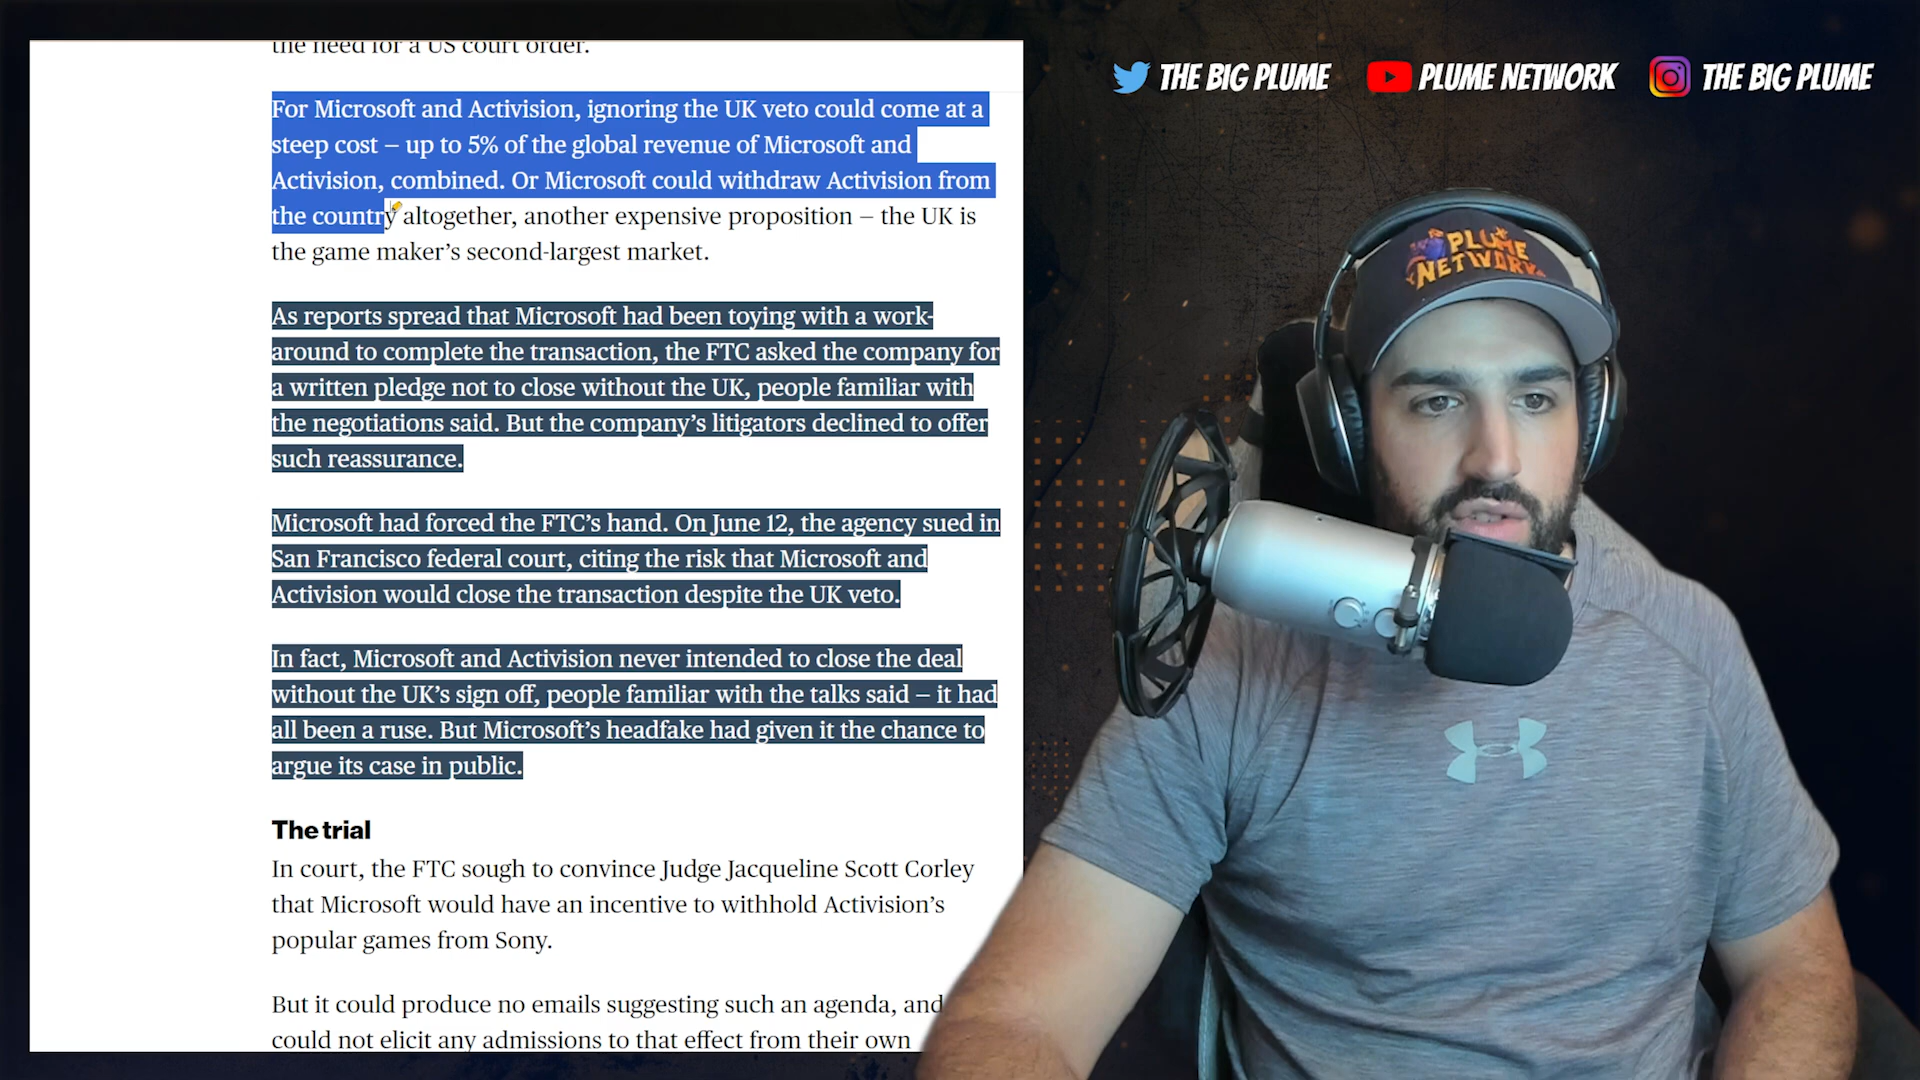 the need for a US court order.
For Microsoft and Activision, ignoring the UK veto could come at a
steep cost – up to 5% of the global revenue of Microsoft and
Activision, combined. Or Microsoft could withdraw Activision from
the country altogether, another expensive proposition – the UK is
the game maker's second-largest market.
As reports spread that Microsoft had been toying with a work-
around to complete the transaction, the FTC asked the company for
a written pledge not to close without the UK, people familiar with
the negotiations said. But the company's litigators declined to offer
such reassurance.
Microsoft had forced the FTC's hand. On June 12, the agency sued in
San Francisco federal court, citing the risk that Microsoft and
Activision would close the transaction despite the UK veto.
In fact, Microsoft and Activision never intended to close the deal
without the UK's sign off, people familiar with the talks said – it had
all been a ruse. But Microsoft's headfake had given it the chance to
argue its case in public.
The trial
In court, the FTC sough to convince Judge Jacqueline Scott Corley
that Microsoft would have an incentive to withhold Activision's
popular games from Sony.
But it could produce no emails suggesting such an agenda, and
could not elicit any admissions to that effect from their own
THE BIG PLUME PLUME NETWORK THE BIG PLUME
PLUME
NETWORK